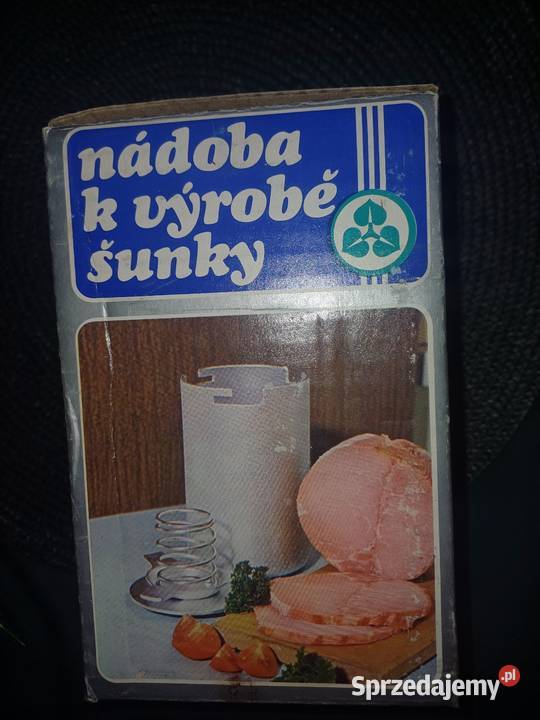 nádoba
k výrobě
šunky
Sprzedajemy.pl